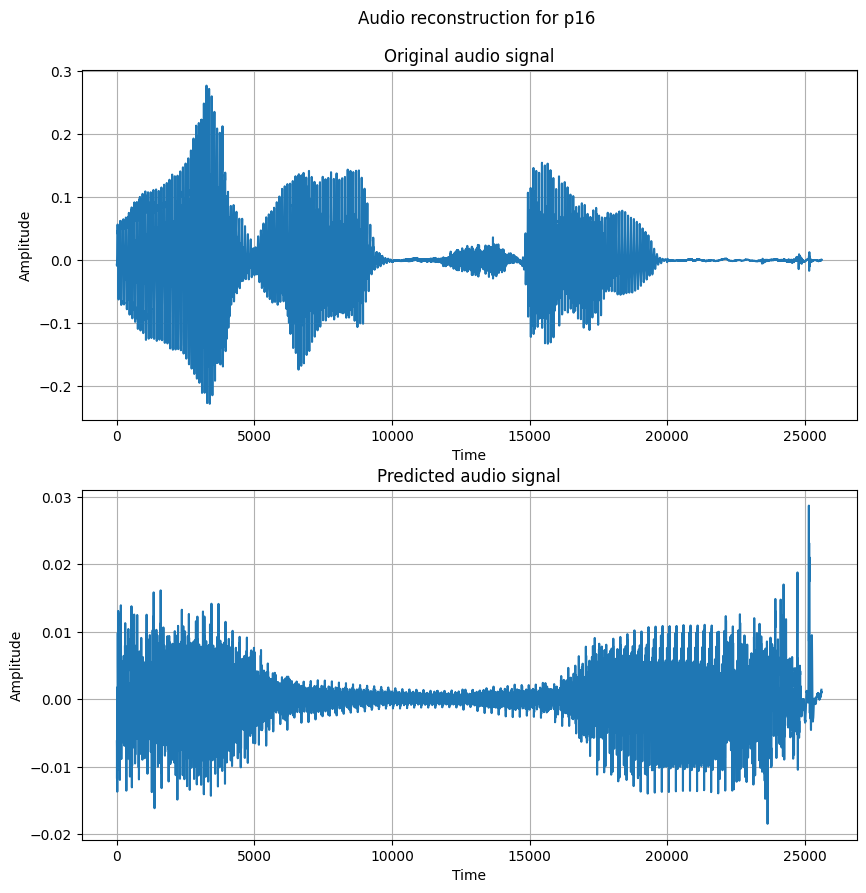 Audio reconstruction for p16
Original audio signal
0.3
0.2
0.1
0.0
−0.1
−0.2
Amplitude
0 5000 10000 15000 20000 25000
Time
Predicted audio signal
0.03
0.02
0.01
0.00
−0.01
−0.02
Amplitude
0 5000 10000 15000 20000 25000
Time